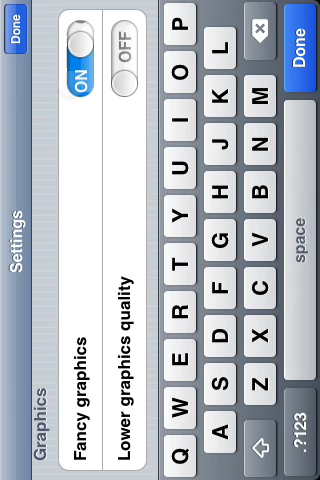 Settings
Done
Graphics
Fancy graphics
ON
Lower graphics quality
OFF
Q W E R T Y U I O P
A S D F G H J K L
Z X C V B N M
.?123
space
Done